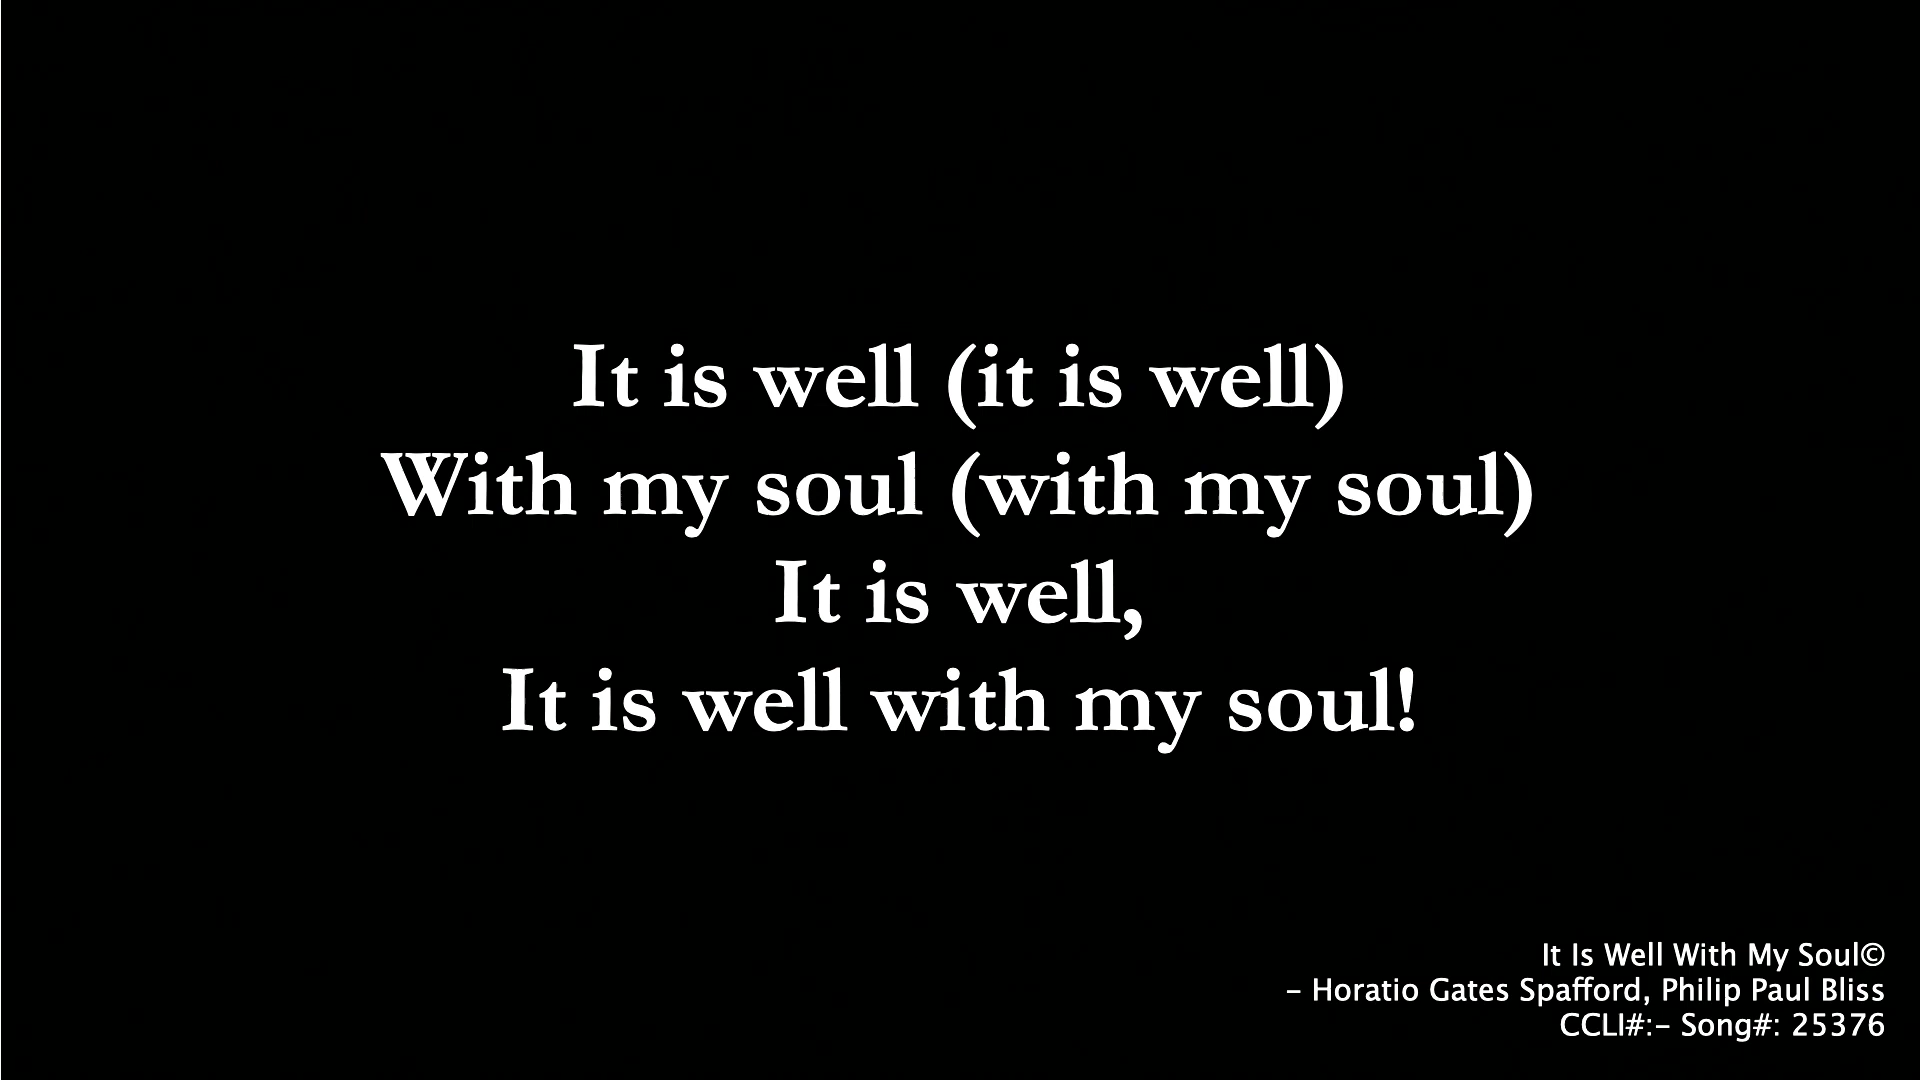 It is well (it is well)
With my soul (with my soul)
It is well,
It is well with my soul!
It Is Well With My Soul©
– Horatio Gates Spafford, Philip Paul Bliss
CCLI#:– Song#: 25376